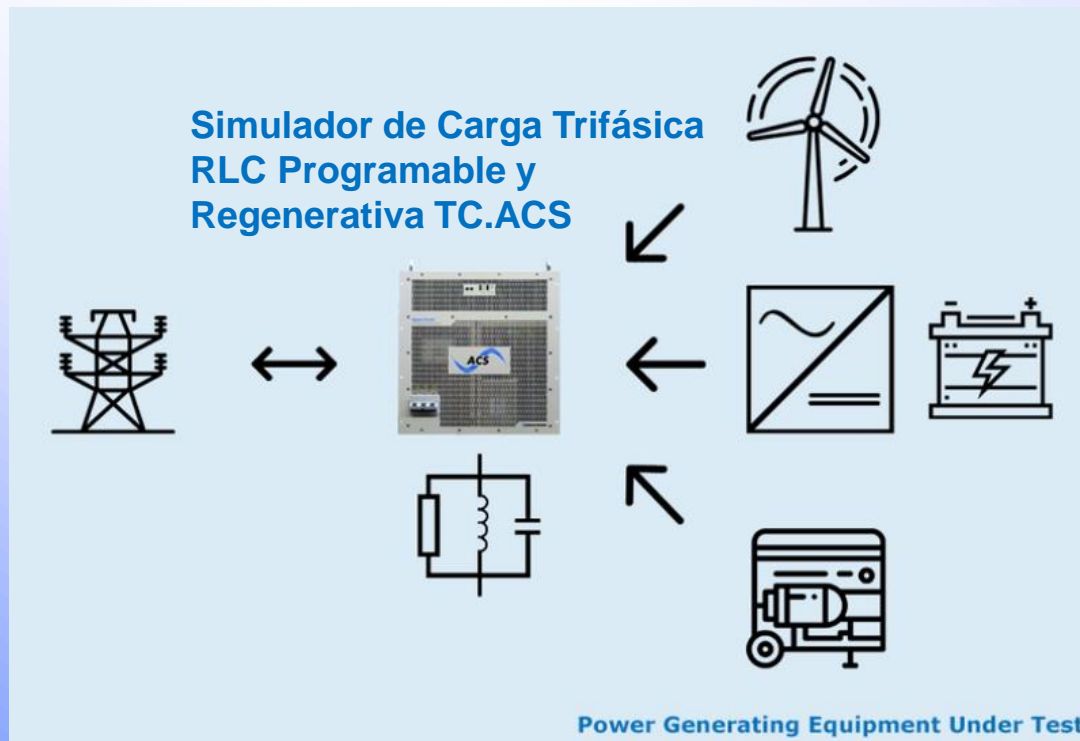 Simulador de Carga Trifásica
RLC Programable y
Regenerativa TC.ACS
ACS
Power Generating Equipment Under Test